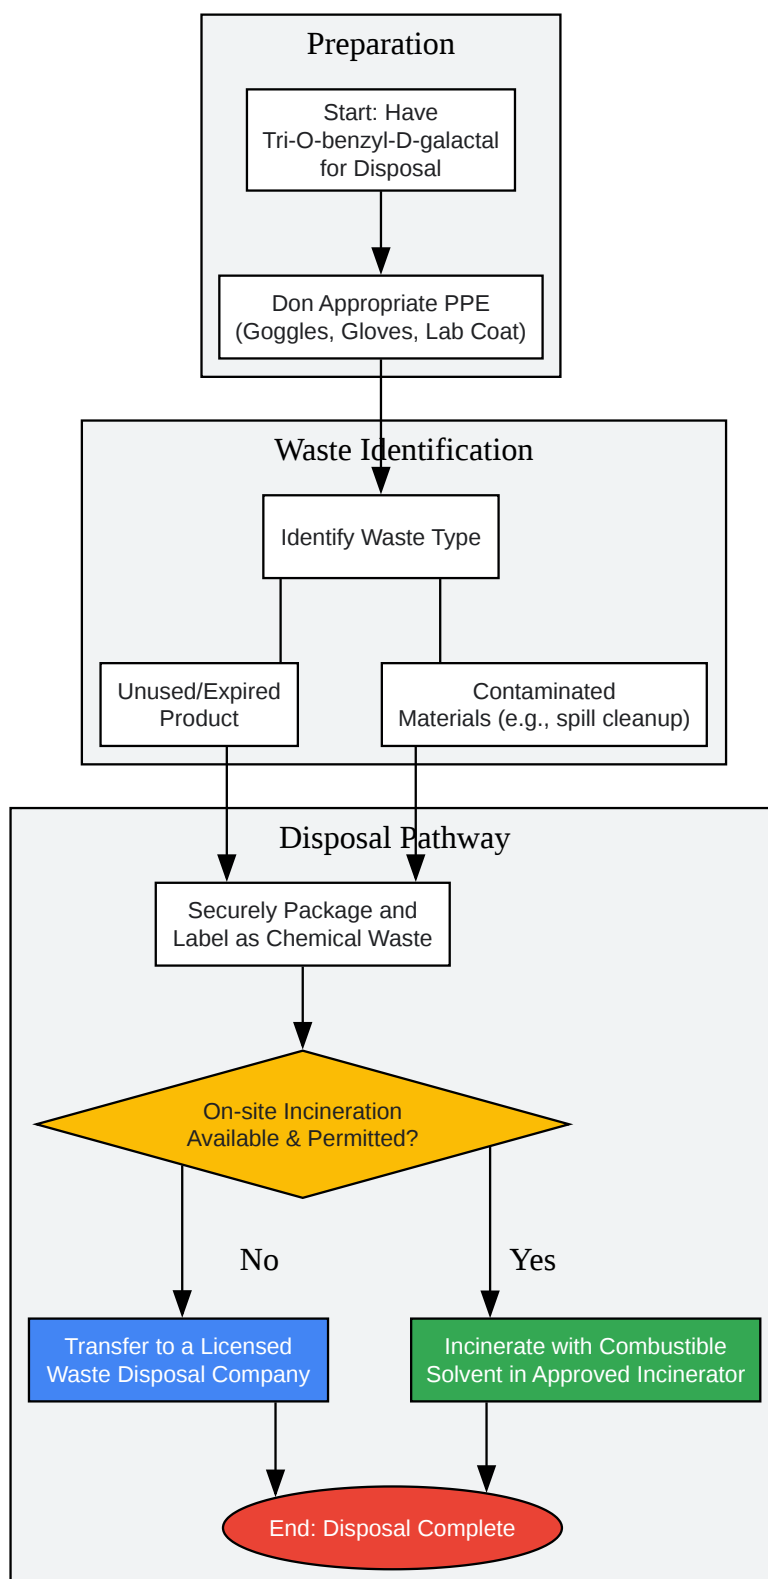 Preparation
Start: Have
Tri-O-benzyl-D-galactal
for Disposal
Don Appropriate PPE
(Goggles, Gloves, Lab Coat)
Waste Identification
Identify Waste Type
Unused/Expired
Product
Contaminated
Materials (e.g., spill cleanup)
Disposal Pathway
Securely Package and
Label as Chemical Waste
On-site Incineration
Available & Permitted?
No
Yes
Transfer to a Licensed
Waste Disposal Company
Incinerate with Combustible
Solvent in Approved Incinerator
End: Disposal Complete